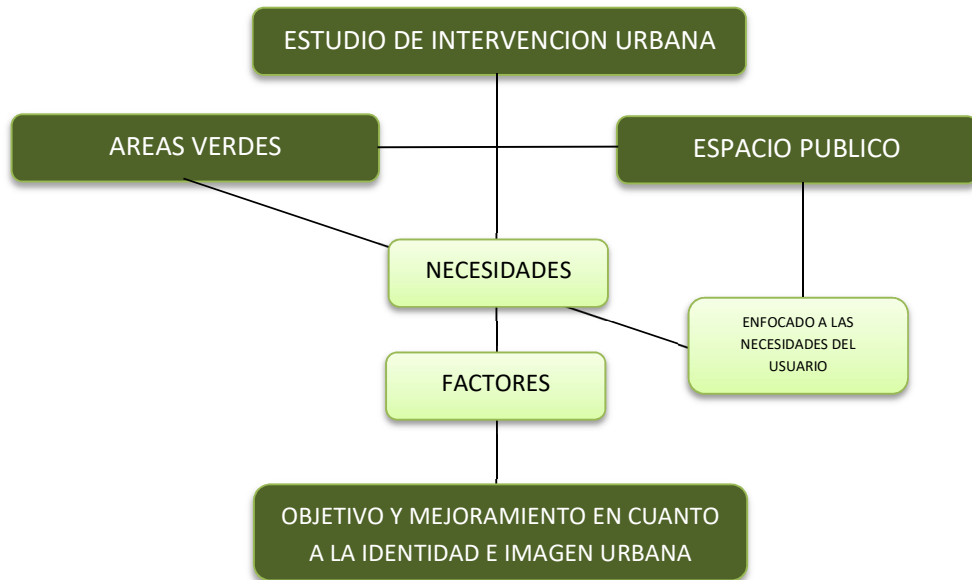 ESTUDIO DE INTERVENCION URBANA
AREAS VERDES
ESPACIO PUBLICO
NECESIDADES
ENFOCADO A LAS
NECESIDADES DEL
USUARIO
FACTORES
OBJETIVO Y MEJORAMIENTO EN CUANTO
A LA IDENTIDAD E IMAGEN URBANA